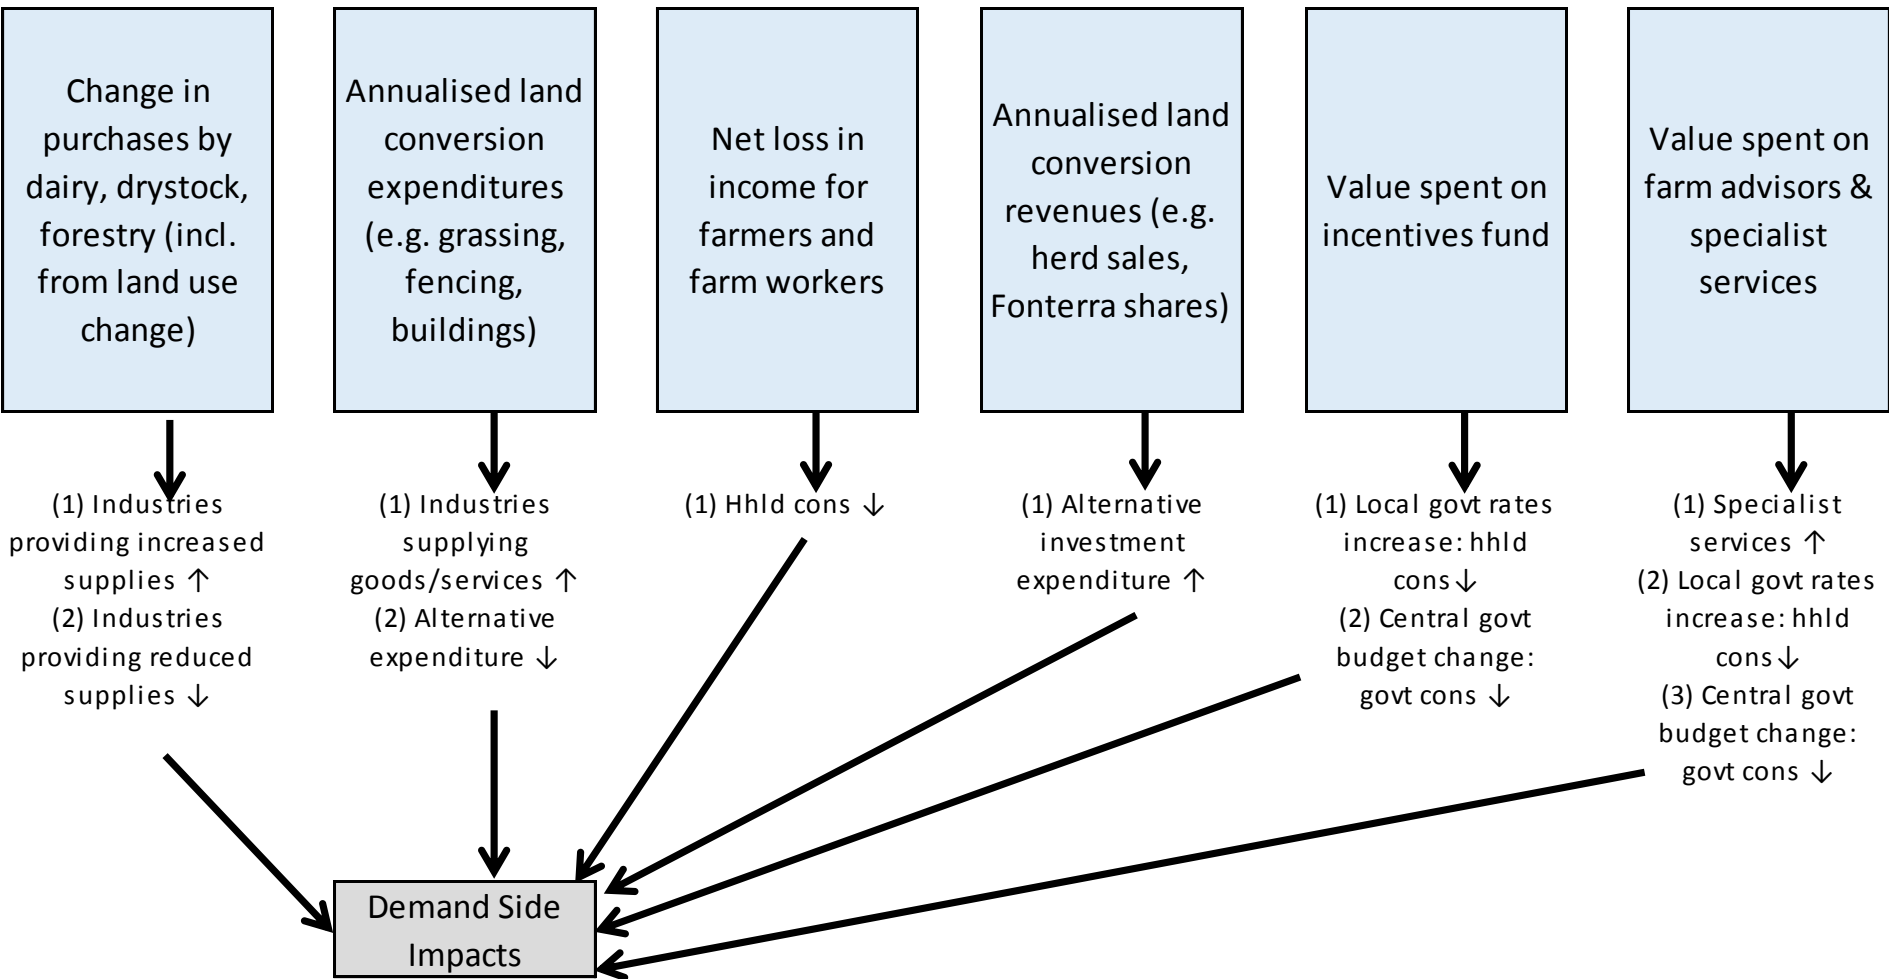 Change in
purchases by
dairy, drystock,
forestry (incl.
from land use
change)
Annualised land
conversion
expenditures
(e.g. grassing,
fencing,
buildings)
Net loss in
income for
farmers and
farm workers
Annualised land
conversion
revenues (e.g.
herd sales,
Fonterra shares)
Value spent on
incentives fund
Value spent on
farm advisors &
specialist
services
(1) Industries
providing increased
supplies ↑
(2) Industries
providing reduced
supplies ↓
(1) Industries
supplying
goods/services ↑
(2) Alternative
expenditure ↓
(1) Hhld cons ↓
(1) Alternative
investment
expenditure ↑
(1) Local govt rates
increase: hhld
cons ↓
(2) Central govt
budget change:
govt cons ↓
(1) Specialist
services ↑
(2) Local govt rates
increase: hhld
cons ↓
(3) Central govt
budget change:
govt cons ↓
Demand Side
Impacts